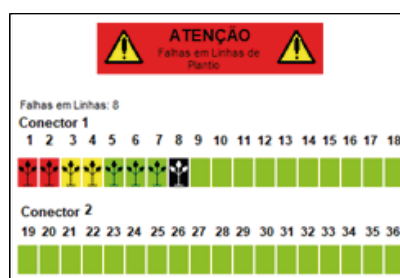 ATENÇÃO
Falhas em Linhas de
Plantio
Falhas em Linhas: 8
Conector 1
1 2 3 4 5 6 7 8 9 10 11 12 13 14 15 16 17 18
Conector 2
19 20 21 22 23 24 25 26 27 28 29 30 31 32 33 34 35 36